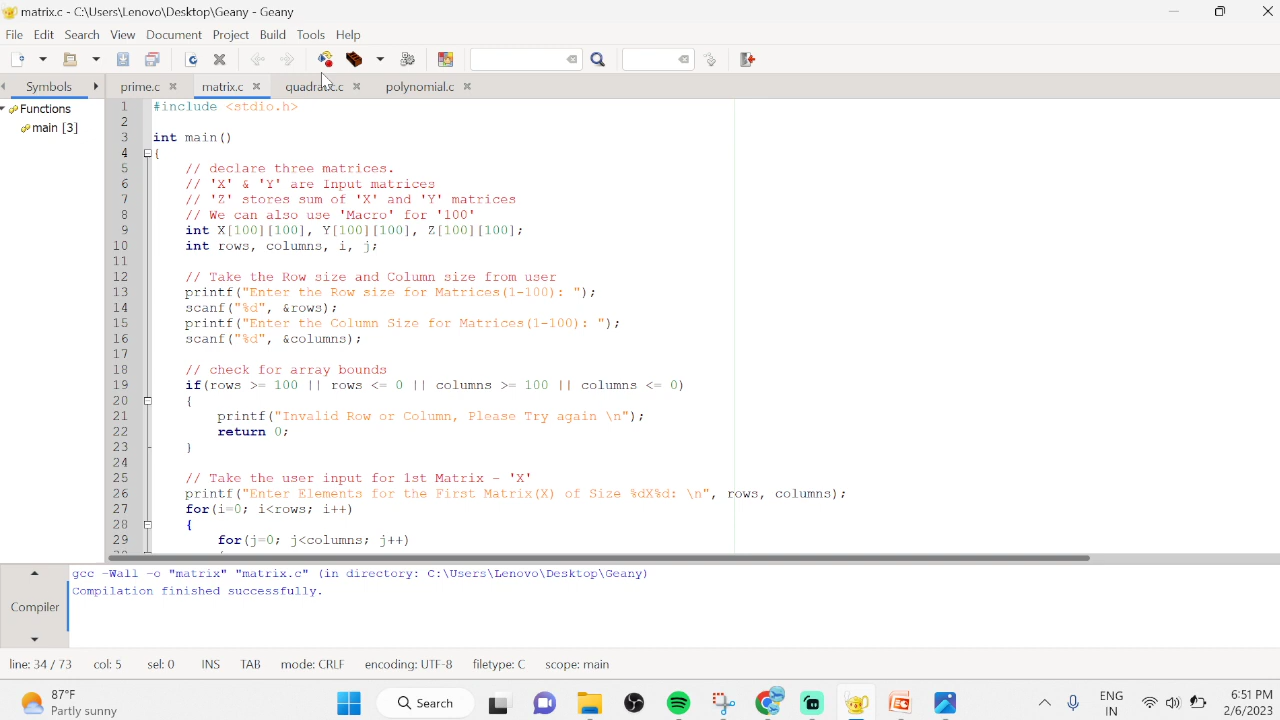 matrix.c - C:\Users\Lenovo\Desktop\Geany - Geany
File Edit Search View Document Project Build Tools Help
Symbols prime.c matrix.c quadratic.c polynomial.c
Functions
main [3]
1 #include <stdio.h>
2
3 int main()
4 {
5 // declare three matrices.
6 // 'X' & 'Y' are Input matrices
7 // 'Z' stores sum of 'X' and 'Y' matrices
8 // We can also use 'Macro' for '100'
9 int X[100][100], Y[100][100], Z[100][100];
10 int rows, columns, i, j;
11
12 // Take the Row size and Column size from user
13 printf("Enter the Row size for Matrices(1-100): ");
14 scanf("%d", &rows);
15 printf("Enter the Column Size for Matrices(1-100): ");
16 scanf("%d", &columns);
17
18 // check for array bounds
19 if(rows >= 100 || rows <= 0 || columns >= 100 || columns <= 0)
20 {
21 printf("Invalid Row or Column, Please Try again \n");
22 return 0;
23 }
24
25 // Take the user input for 1st Matrix - 'X'
26 printf("Enter Elements for the First Matrix(X) of Size %dX%d: \n", rows, columns);
27 for(i=0; i<rows; i++)
28 {
29 for(j=0; j<columns; j++)
Compiler
gcc -Wall -o "matrix" "matrix.c" (in directory: C:\Users\Lenovo\Desktop\Geany)
Compilation finished successfully.
line: 34 / 73 col: 5 sel: 0 INS TAB mode: CRLF encoding: UTF-8 filetype: C scope: main
87°F
Partly sunny
Search
ENG
IN
6:51 PM
2/6/2023